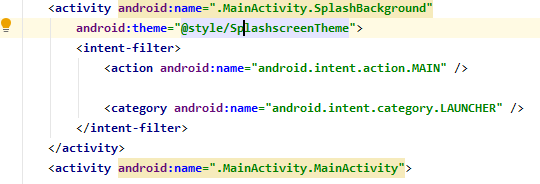 <activity android:name=".MainActivity.SplashBackground"
android:theme="@style/SplashscreenTheme">
<intent-filter>
<action android:name="android.intent.action.MAIN" />
<category android:name="android.intent.category.LAUNCHER" />
</intent-filter>
</activity>
<activity android:name=".MainActivity.MainActivity">